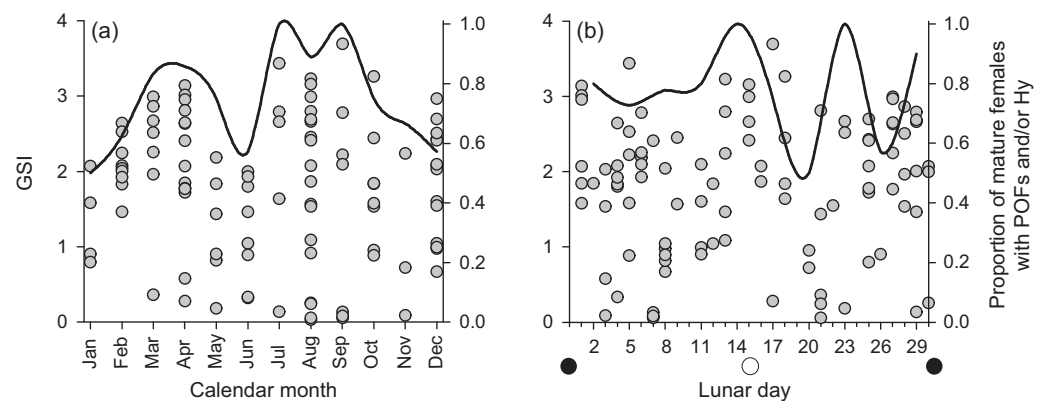 (a)
GSI
4
3
2
1
0
1.0
0.8
0.6
0.4
0.2
0.0
Jan Feb Mar Apr May Jun Jul Aug Sep Oct Nov Dec
Calendar month
(b)
4
3
2
1
0
1.0
0.8
0.6
0.4
0.2
0.0
Proportion of mature females
with POFs and/or Hy
2 5 8 11 14 17 20 23 26 29
Lunar day